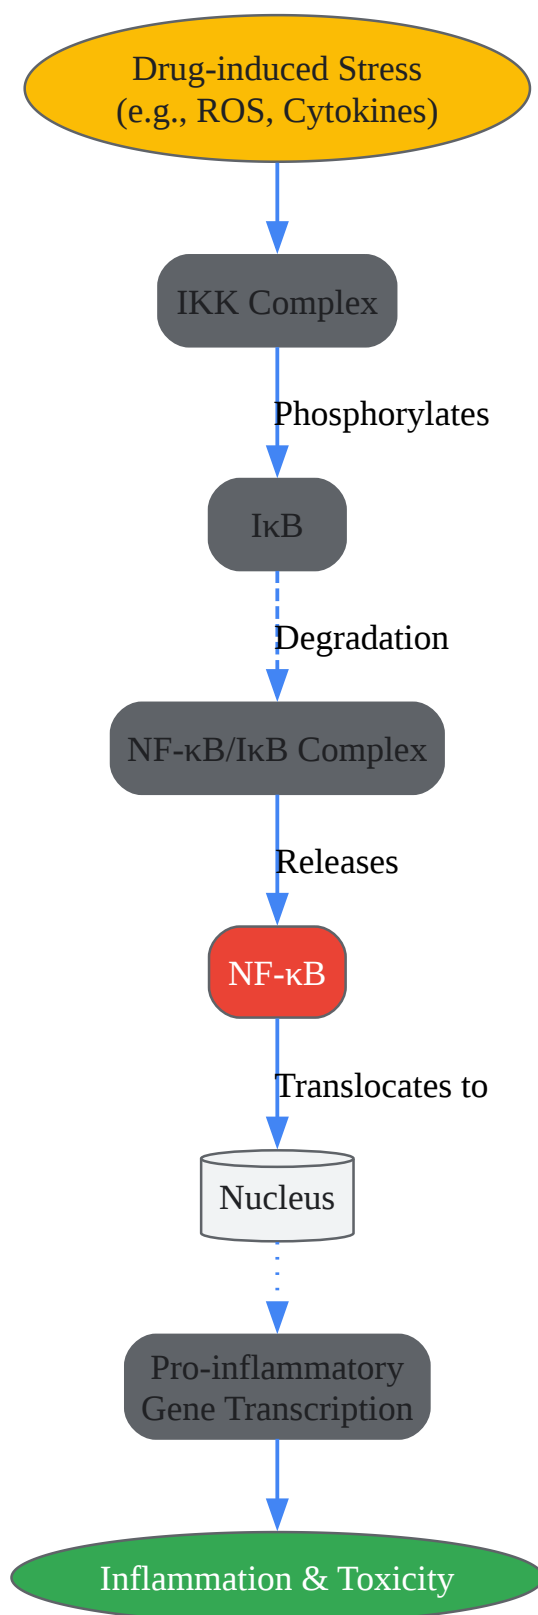 Drug-induced Stress
(e.g., ROS, Cytokines)
IKK Complex
Phosphorylates
IκB
Degradation
NF-κB/IκB Complex
Releases
NF-κB
Translocates to
Nucleus
Pro-inflammatory
Gene Transcription
Inflammation & Toxicity